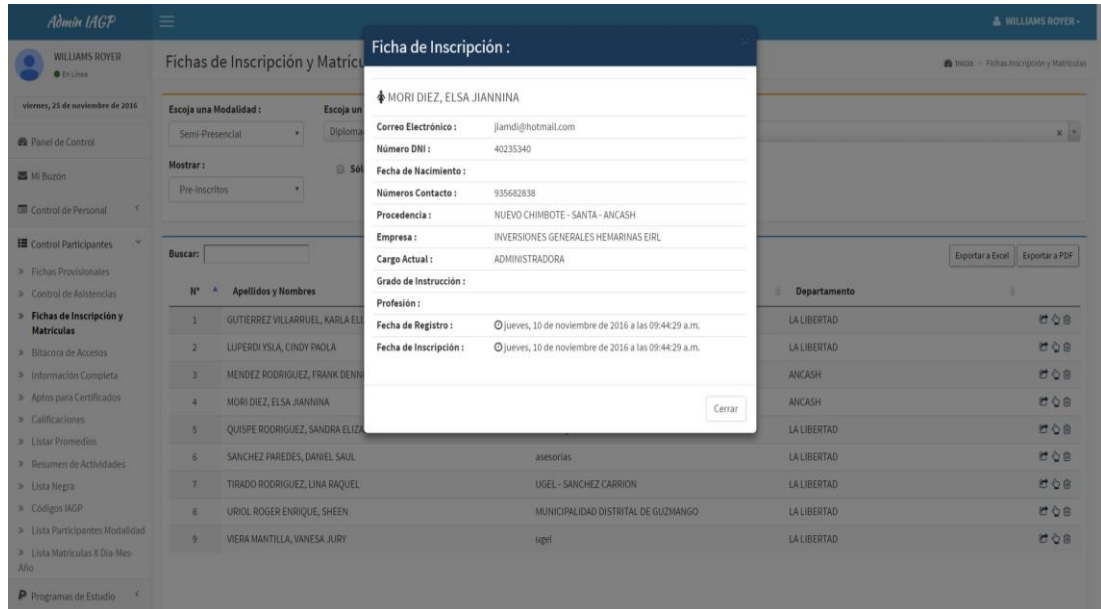 Admin IAGP
WILLIAMS ROYER
WILLIAMS ROYER
En Línea
viernes, 25 de noviembre de 2016
Panel de Control
Mi Buzón
Control de Personal
Control Participantes
Fichas Provisionales
Control de Asistencias
Fichas de Inscripción y
Matrículas
Bitácora de Accesos
Información Completa
Aptos para Certificados
Calificaciones
Listar Promedios
Resumen de Actividades
Lista Negra
Códigos IAGP
Lista Participantes Modalidad
Lista Matrículas X Día-Mes-
Año
Programas de Estudio
Fichas de Inscripción y Matrícu
Inicio > Fichas Inscripción y Matrículas
Escoja una Modalidad :
Escoja un
Semi-Presencial
Diploma
Mostrar :
Sól
Pre-Inscritos
Buscar:
Exportar a Excel
Exportar a PDF
N° Apellidos y Nombres Departamento
1 GUTIERREZ VILLARRUEL, KARLA ELI LA LIBERTAD
2 LUPERDI YSLA, CINDY PAOLA LA LIBERTAD
3 MENDEZ RODRIGUEZ, FRANK DENN ANCASH
4 MORI DIEZ, ELSA JIANNINA ANCASH
5 QUISPE RODRIGUEZ, SANDRA ELIZA LA LIBERTAD
6 SANCHEZ PAREDES, DANIEL SAUL asesorias LA LIBERTAD
7 TIRADO RODRIGUEZ, LINA RAQUEL UGEL - SANCHEZ CARRION LA LIBERTAD
8 URIOL ROGER ENRIQUE, SHEEN MUNICIPALIDAD DISTRITAL DE GUZMANGO LA LIBERTAD
9 VIERA MANTILLA, VANESA JURY ugel LA LIBERTAD
Ficha de Inscripción :
MORI DIEZ, ELSA JIANNINA
Correo Electrónico : jiamdi@hotmail.com
Número DNI : 40235340
Fecha de Nacimiento :
Números Contacto : 935682838
Procedencia : NUEVO CHIMBOTE - SANTA - ANCASH
Empresa : INVERSIONES GENERALES HEMARINAS EIRL
Cargo Actual : ADMINISTRADORA
Grado de Instrucción :
Profesión :
Fecha de Registro : jueves, 10 de noviembre de 2016 a las 09:44:29 a.m.
Fecha de Inscripción : jueves, 10 de noviembre de 2016 a las 09:44:29 a.m.
Cerrar